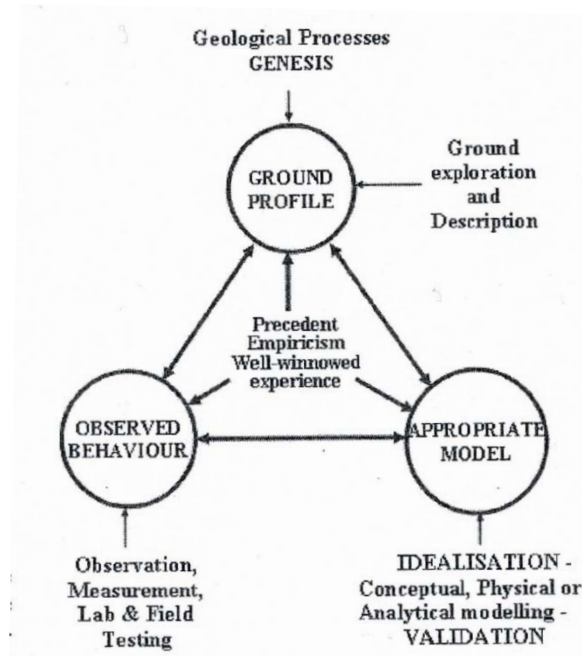 Geological Processes
GENESIS
GROUND
PROFILE
Ground
exploration
and
Description
Precedent
Empiricism
Well-winnowed
experience
OBSERVED
BEHAVIOUR
APPROPRIATE
MODEL
Observation,
Measurement,
Lab & Field
Testing
IDEALISATION -
Conceptual, Physical or
Analytical modelling -
VALIDATION